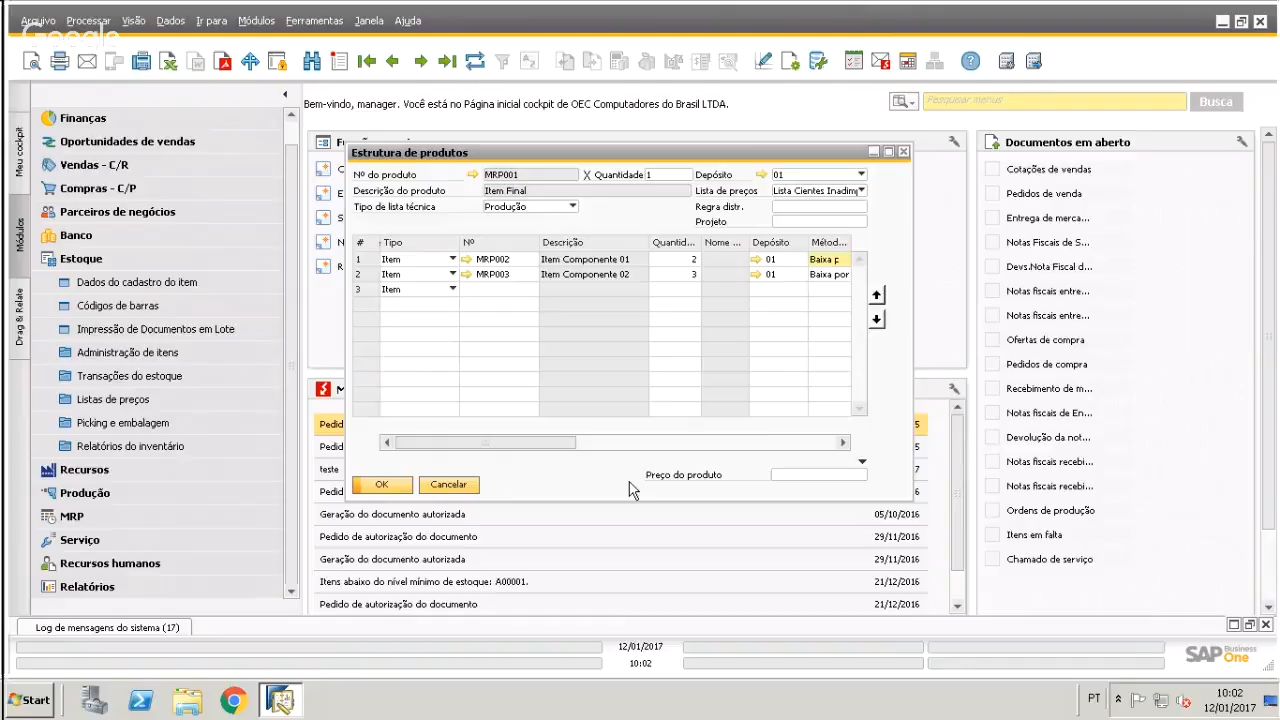 Arquivo Processar Visão Dados Ir para Módulos Ferramentas Janela Ajuda
Google
Bem-vindo, manager. Você está no Página inicial cockpit de OEC Computadores do Brasil LTDA.
Pesquisar menus
Busca
Meu cockpit
Módulos
Drag & Relate
Finanças
Oportunidades de vendas
Vendas - C/R
Compras - C/P
Parceiros de negócios
Banco
Estoque
Dados do cadastro do item
Códigos de barras
Impressão de Documentos em Lote
Administração de itens
Transações do estoque
Listas de preços
Picking e embalagem
Relatórios do inventário
Recursos
Produção
MRP
Serviço
Recursos humanos
Relatórios
Estrutura de produtos
Nº do produto MRP001 X Quantidade 1 Depósito 01
Descrição do produto Item Final Lista de preços Lista Cientes Inadimp
Tipo de lista técnica Produção Regra distr.
Projeto
# Tipo Nº Descrição Quantid... Nome ... Depósito Métod...
1 Item MRP002 Item Componente 01 2 01 Baixa p
2 Item MRP003 Item Componente 02 3 01 Baixa por
3 Item
Preço do produto
OK Cancelar
Pedid 5
Pedid 5
teste 7
Pedid 6
Geração do documento autorizada 05/10/2016
Pedido de autorização do documento 29/11/2016
Geração do documento autorizada 29/11/2016
Itens abaixo do nível mínimo de estoque: A00001. 21/12/2016
Pedido de autorização do documento 21/12/2016
Documentos em aberto
Cotações de vendas
Pedidos de venda
Entrega de merca...
Notas Fiscais de S...
Devs.Nota Fiscal d...
Notas fiscais entre...
Notas fiscais entre...
Ofertas de compra
Pedidos de compra
Recebimento de m...
Notas fiscais de En...
Devolução da not...
Notas fiscais recebi...
Notas fiscais recebi...
Ordens de produção
Itens em falta
Chamado de serviço
Log de mensagens do sistema (17)
12/01/2017
10:02
SAP Business One
Start
PT
10:02
12/01/2017